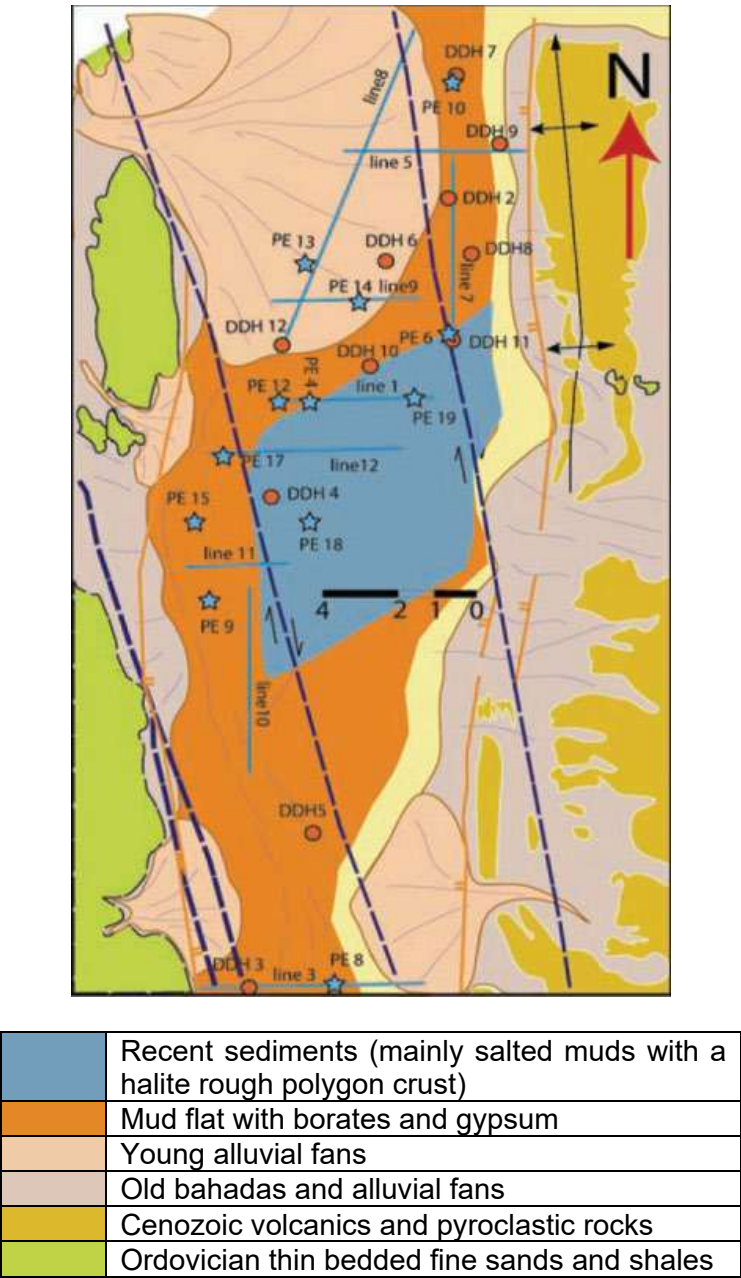 N
DDH 7
line8
PE 10
DDH 9
line 5
DDH 2
PE 13
DDH 6
DDH8
line 7
PE 14 line9
DDH 12
PE 6
DDH 11
DDH 10
PE 4
PE 12
line 1
PE 19
PE 17
line12
PE 15
DDH 4
PE 18
line 11
4 2 1 0
PE 9
line10
DDH5
DDH 3
line 3
PE 8
Recent sediments (mainly salted muds with a
halite rough polygon crust)
Mud flat with borates and gypsum
Young alluvial fans
Old bahadas and alluvial fans
Cenozoic volcanics and pyroclastic rocks
Ordovician thin bedded fine sands and shales